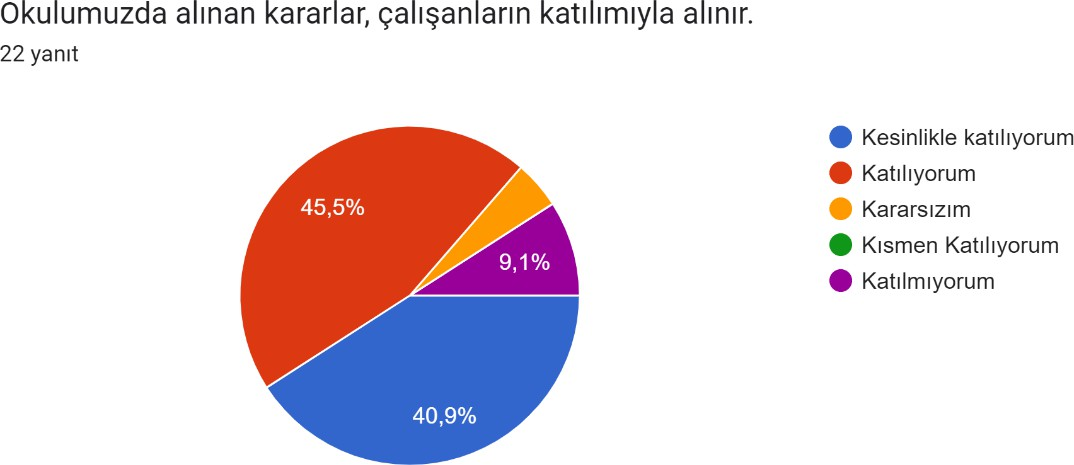 Okulumuzda alınan kararlar, çalışanların katılımıyla alınır.
22 yanıt
Kesinlikle katılıyorum
Katılıyorum
Kararsızım
Kısmen Katılıyorum
Katılmıyorum
45,5%
9,1%
40,9%